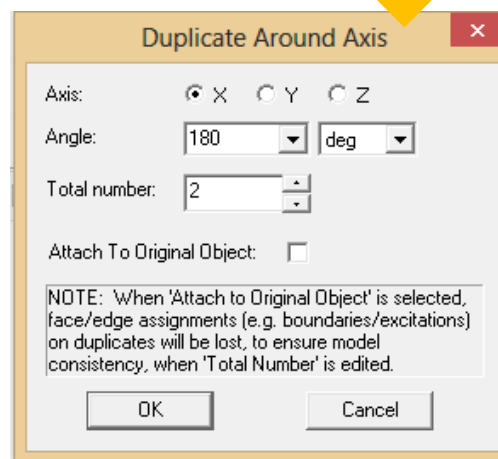 Duplicate Around Axis
Axis: X Y Z
Angle: 180 deg
Total number: 2
Attach To Original Object:
NOTE: When 'Attach to Original Object' is selected,
face/edge assignments (e.g. boundaries/excitations)
on duplicates will be lost, to ensure model
consistency, when 'Total Number' is edited.
OK Cancel